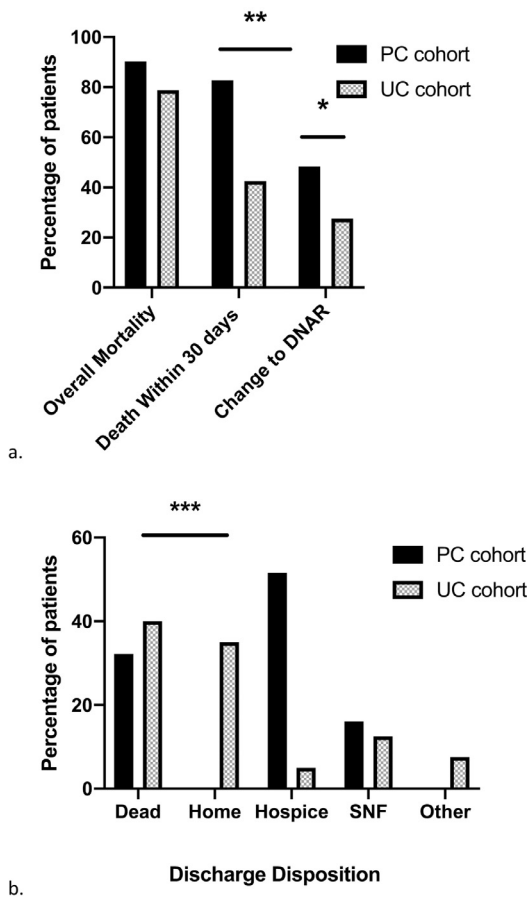 **
PC cohort
UC cohort
*
Percentage of patients
100
80
60
40
20
0
Overall Mortality
Death Within 30 days
Change to DNAR
a.
***
PC cohort
UC cohort
Percentage of patients
60
40
20
0
Dead Home Hospice SNF Other
Discharge Disposition
b.